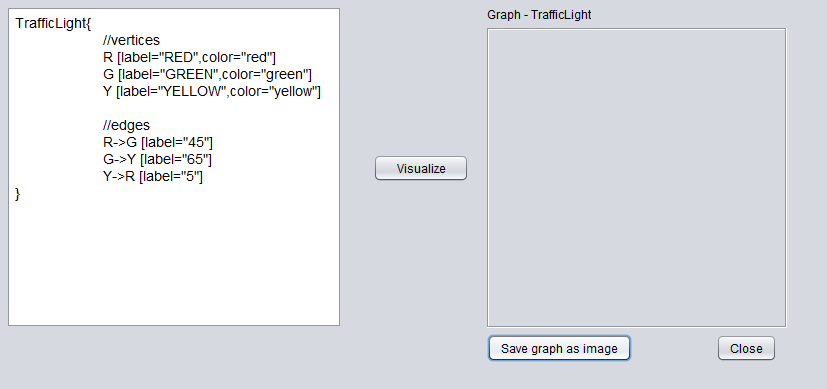 TrafficLight{
//vertices
R [label="RED",color="red"]
G [label="GREEN",color="green"]
Y [label="YELLOW",color="yellow"]
//edges
R->G [label="45"]
G->Y [label="65"]
Y->R [label="5"]
}
Visualize
Graph - TrafficLight
Save graph as image
Close